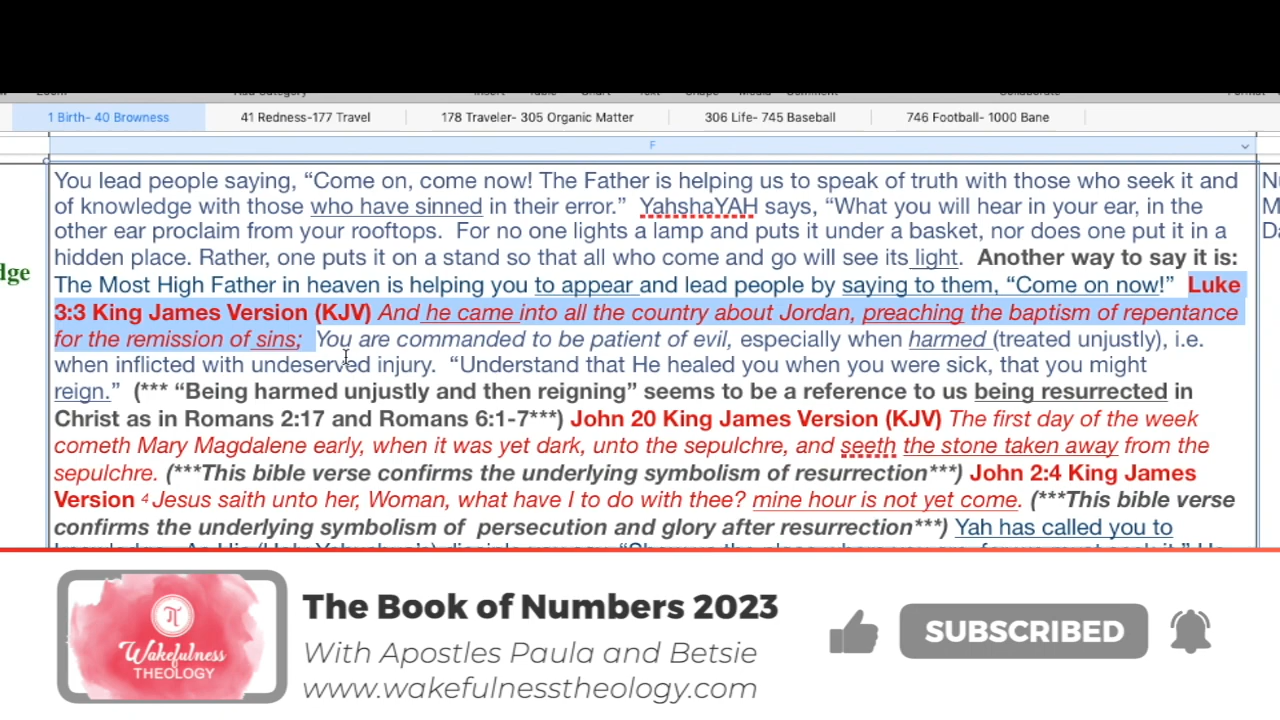 1 Birth- 40 Browness 41 Redness-177 Travel 178 Traveler- 305 Organic Matter 306 Life- 745 Baseball 746 Football- 1000 Bane
F
You lead people saying, “Come on, come now! The Father is helping us to speak of truth with those who seek it and
of knowledge with those who have sinned in their error.” YahshaYAH says, “What you will hear in your ear, in the
other ear proclaim from your rooftops. For no one lights a lamp and puts it under a basket, nor does one put it in a
hidden place. Rather, one puts it on a stand so that all who come and go will see its light. Another way to say it is:
The Most High Father in heaven is helping you to appear and lead people by saying to them, “Come on now!” Luke
3:3 King James Version (KJV) And he came into all the country about Jordan, preaching the baptism of repentance
for the remission of sins; You are commanded to be patient of evil, especially when harmed (treated unjustly), i.e.
when inflicted with undeserved injury. “Understand that He healed you when you were sick, that you might
reign.” (*** “Being harmed unjustly and then reigning” seems to be a reference to us being resurrected in
Christ as in Romans 2:17 and Romans 6:1-7***) John 20 King James Version (KJV) The first day of the week
cometh Mary Magdalene early, when it was yet dark, unto the sepulchre, and seeth the stone taken away from the
sepulchre. (***This bible verse confirms the underlying symbolism of resurrection***) John 2:4 King James
Version 4 Jesus saith unto her, Woman, what have I to do with thee? mine hour is not yet come. (***This bible verse
confirms the underlying symbolism of persecution and glory after resurrection***) Yah has called you to
dge
The Book of Numbers 2023
With Apostles Paula and Betsie
www.wakefulnesstheology.com
Wakefulness
THEOLOGY
SUBSCRIBED